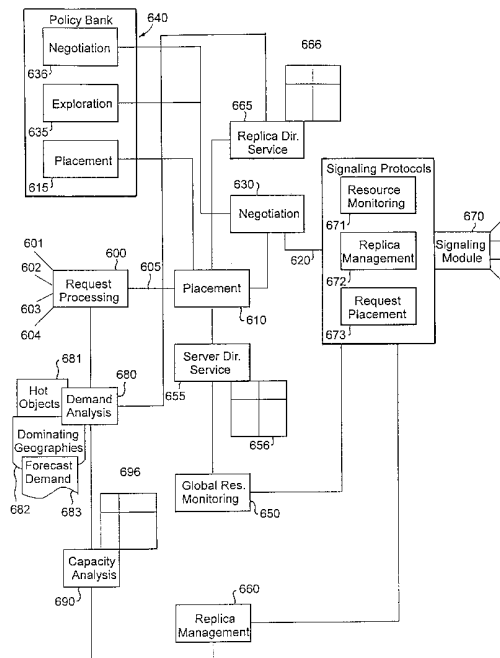 Policy Bank
640
Negotiation
636
Exploration
635
Placement
615
666
665
Replica Dir.
Service
630
Negotiation
Signaling Protocols
Resource
Monitoring
671
Replica
Management
672
Request
Placement
673
670
Signaling
Module
620
601
602
603
604
600
Request
Processing
605
Placement
610
Server Dir.
Service
655
656
681
Hot
Objects
680
Demand
Analysis
Dominating
Geographies
Forecast
Demand
682
683
Global Res.
Monitoring
650
696
Capacity
Analysis
690
660
Replica
Management